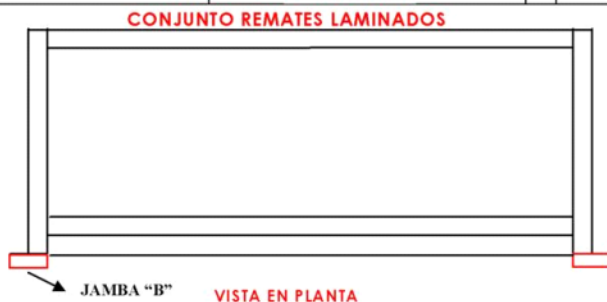 CONJUNTO REMATES LAMINADOS
JAMBA “B”
VISTA EN PLANTA